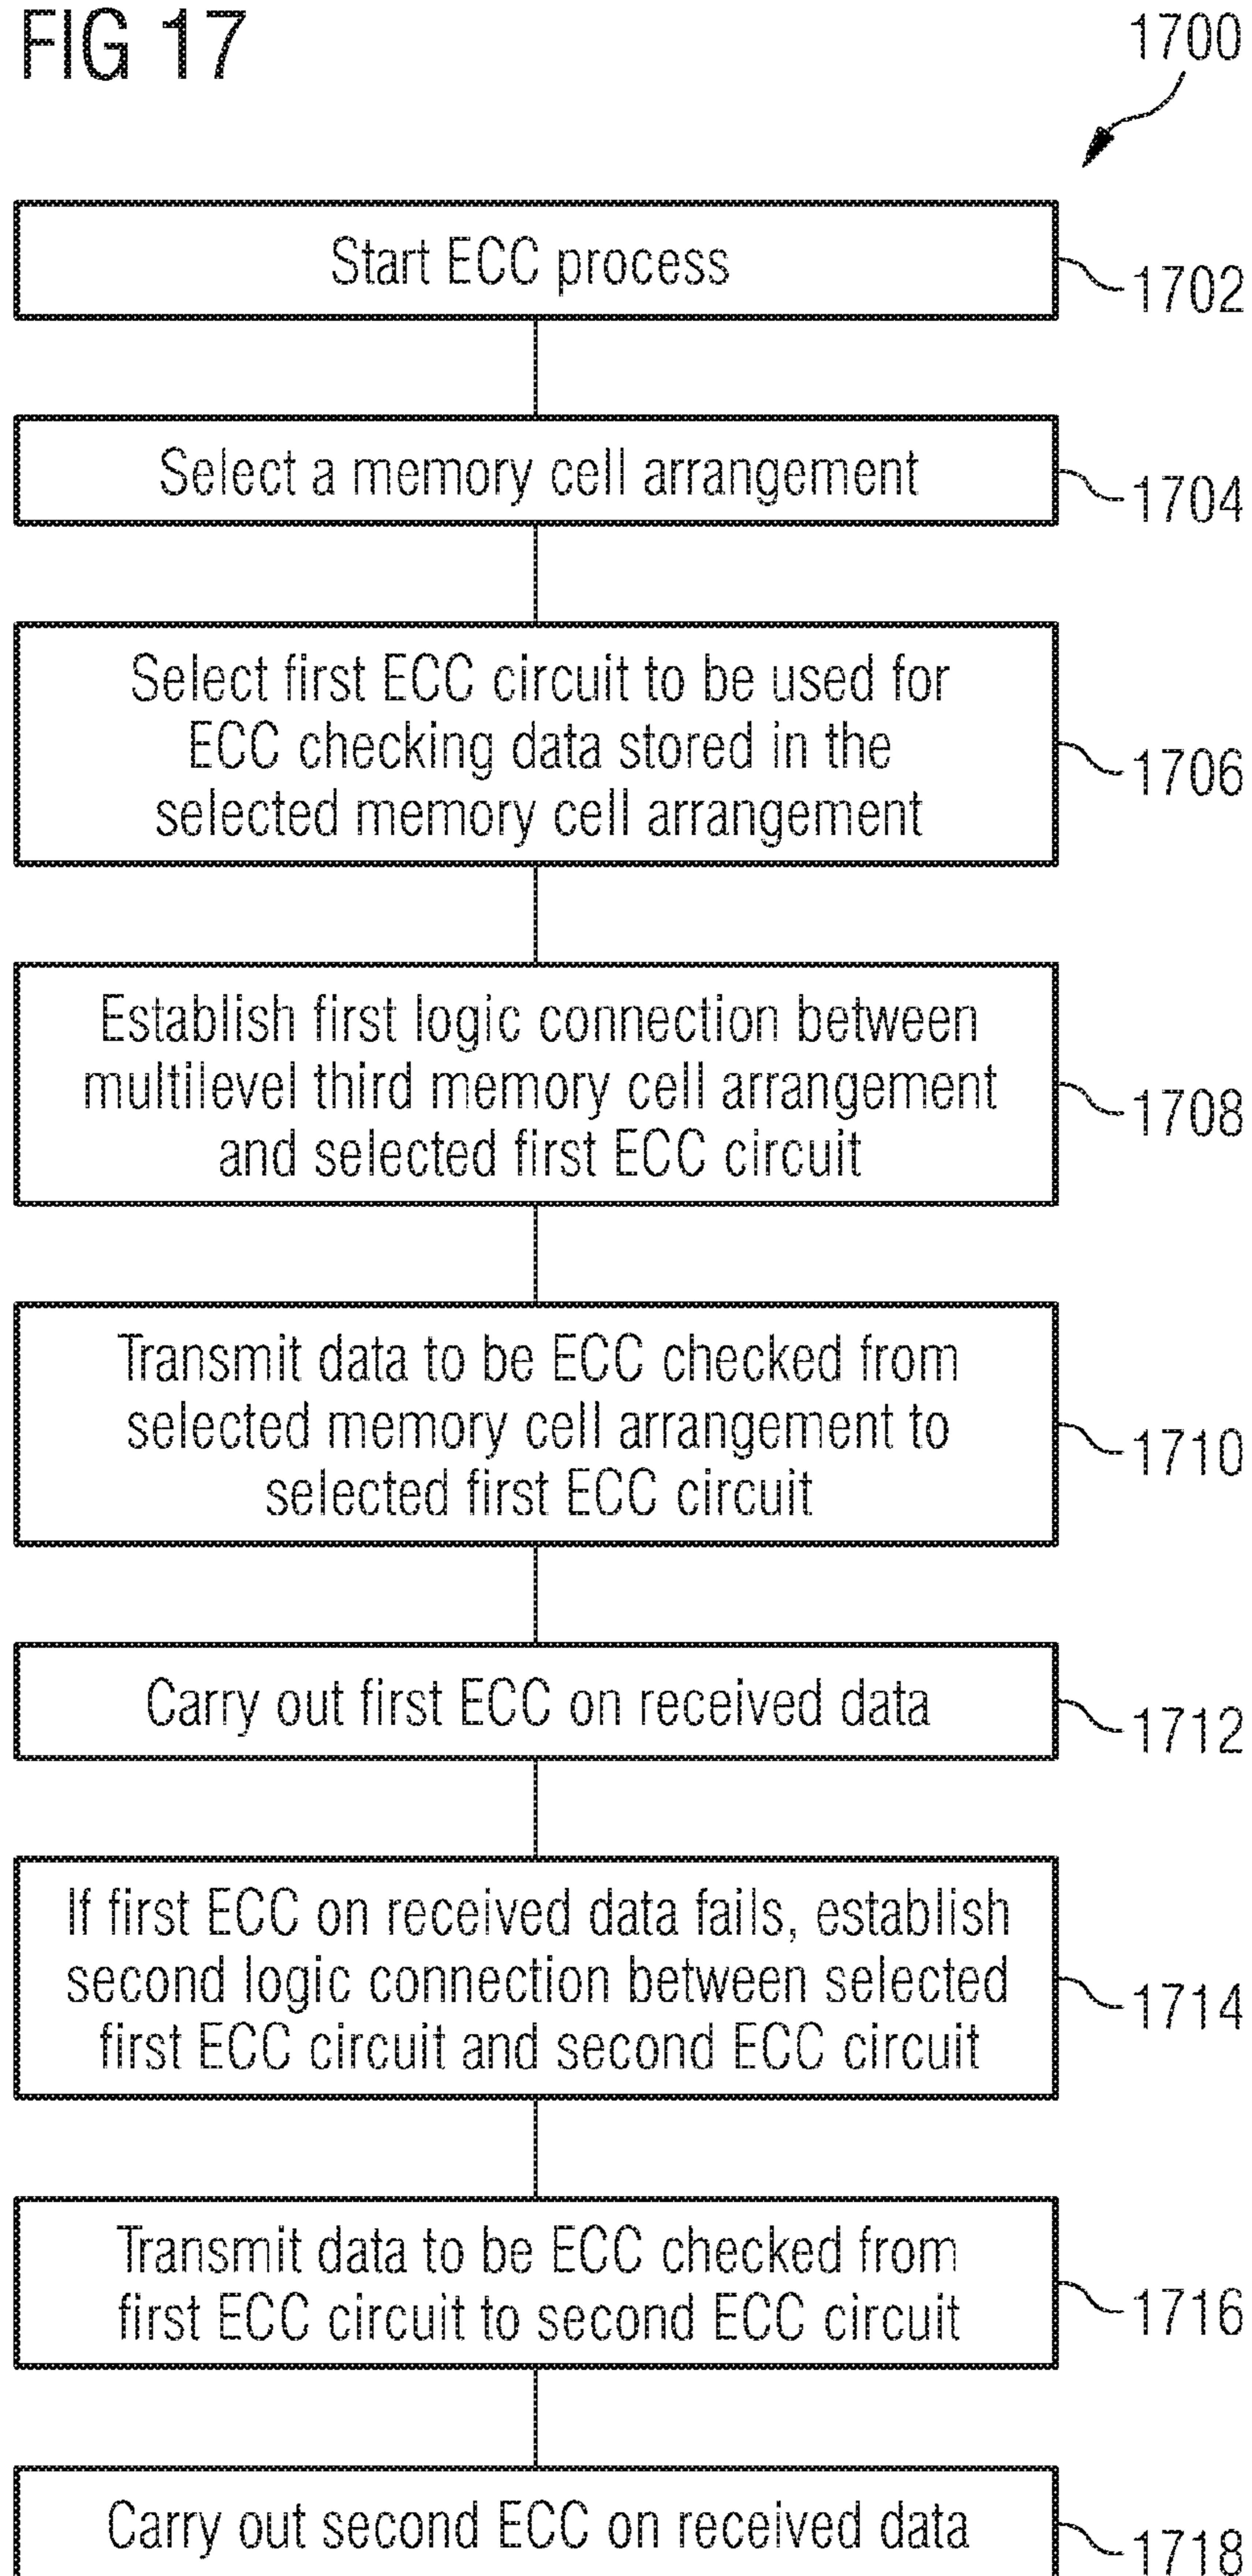 FIG 17
1700
Start ECC process
1702
Select a memory cell arrangement
1704
Select first ECC circuit to be used for
ECC checking data stored in the
selected memory cell arrangement
1706
Establish first logic connection between
multilevel third memory cell arrangement
and selected first ECC circuit
1708
Transmit data to be ECC checked from
selected memory cell arrangement to
selected first ECC circuit
1710
Carry out first ECC on received data
1712
If first ECC on received data fails, establish
second logic connection between selected
first ECC circuit and second ECC circuit
1714
Transmit data to be ECC checked from
first ECC circuit to second ECC circuit
1716
Carry out second ECC on received data
1718